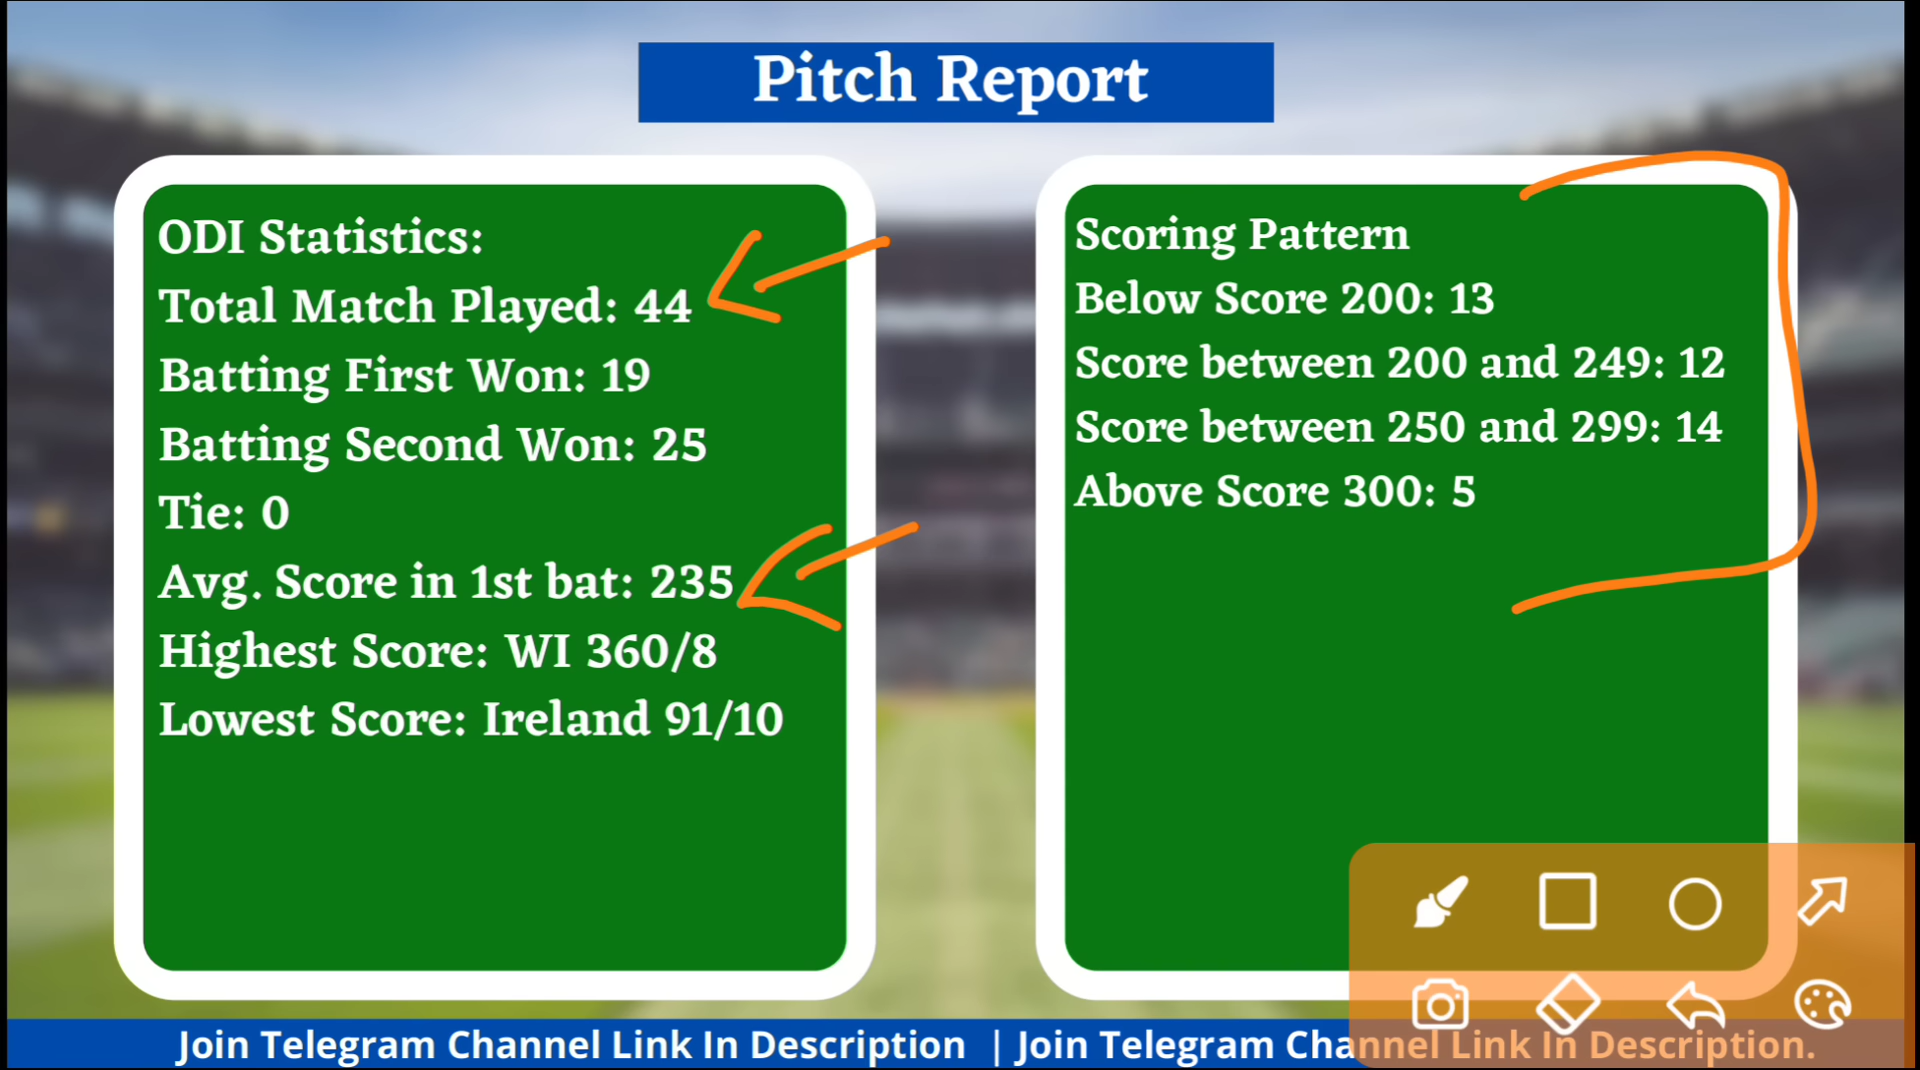 Pitch Report
ODI Statistics:
Total Match Played: 44
Batting First Won: 19
Batting Second Won: 25
Tie: 0
Avg. Score in 1st bat: 235
Highest Score: WI 360/8
Lowest Score: Ireland 91/10
Scoring Pattern
Below Score 200: 13
Score between 200 and 249: 12
Score between 250 and 299: 14
Above Score 300: 5
Join Telegram Channel Link In Description | Join Telegram Channel Link In Description.